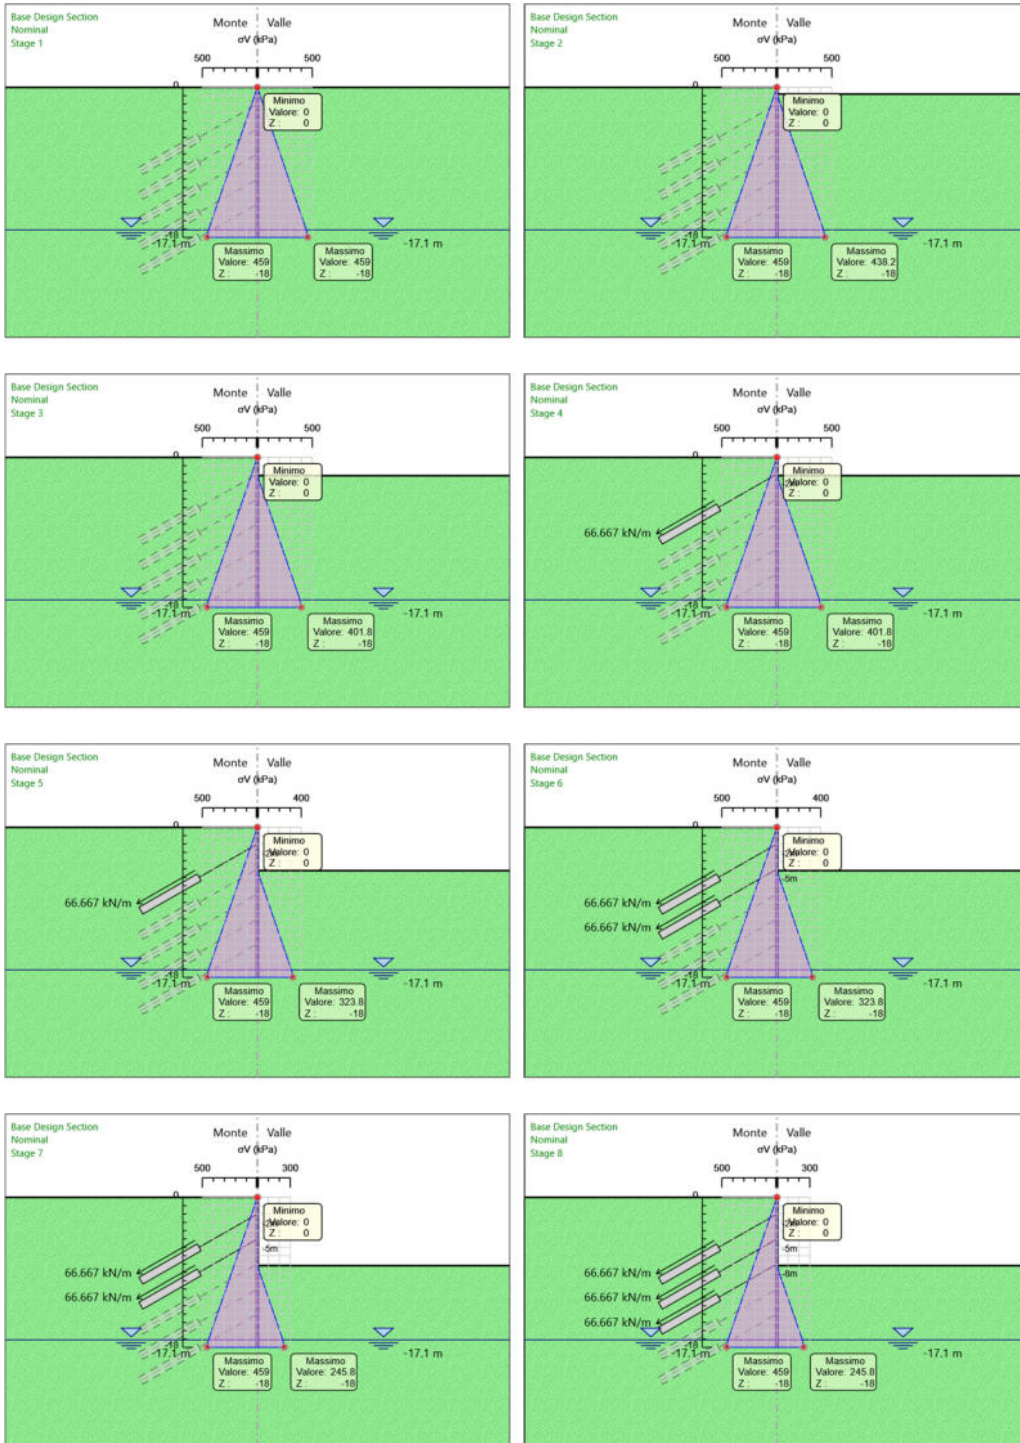 Base Design Section
Nominal
Stage 1
Monte Valle
σV (kPa)
500 500
0
Minimo
Valore: 0
Z : 0
-18
-17.1 m -17.1 m
Massimo
Valore: 459
Z : -18
Massimo
Valore: 459
Z : -18
Base Design Section
Nominal
Stage 2
Monte Valle
σV (kPa)
500 500
0
Minimo
Valore: 0
Z : 0
-18
-17.1 m -17.1 m
Massimo
Valore: 459
Z : -18
Massimo
Valore: 438.2
Z : -18
Base Design Section
Nominal
Stage 3
Monte Valle
σV (kPa)
500 500
0
Minimo
Valore: 0
Z : 0
-18
-17.1 m -17.1 m
Massimo
Valore: 459
Z : -18
Massimo
Valore: 401.8
Z : -18
Base Design Section
Nominal
Stage 4
Monte Valle
σV (kPa)
500 500
0
Minimo
Valore: 0
Z : 0
66.667 kN/m
-18
-17.1 m -17.1 m
Massimo
Valore: 459
Z : -18
Massimo
Valore: 401.8
Z : -18
Base Design Section
Nominal
Stage 5
Monte Valle
σV (kPa)
500 400
0
Minimo
Valore: 0
Z : 0
66.667 kN/m
-18
-17.1 m -17.1 m
Massimo
Valore: 459
Z : -18
Massimo
Valore: 323.8
Z : -18
Base Design Section
Nominal
Stage 6
Monte Valle
σV (kPa)
500 400
0
Minimo
Valore: 0
Z : 0
-5m
66.667 kN/m
66.667 kN/m
-18
-17.1 m -17.1 m
Massimo
Valore: 459
Z : -18
Massimo
Valore: 323.8
Z : -18
Base Design Section
Nominal
Stage 7
Monte Valle
σV (kPa)
500 300
0
Minimo
Valore: 0
Z : 0
-5m
66.667 kN/m
66.667 kN/m
-18
-17.1 m -17.1 m
Massimo
Valore: 459
Z : -18
Massimo
Valore: 245.8
Z : -18
Base Design Section
Nominal
Stage 8
Monte Valle
σV (kPa)
500 300
0
Minimo
Valore: 0
Z : 0
-5m
-8m
66.667 kN/m
66.667 kN/m
66.667 kN/m
-18
-17.1 m -17.1 m
Massimo
Valore: 459
Z : -18
Massimo
Valore: 245.8
Z : -18